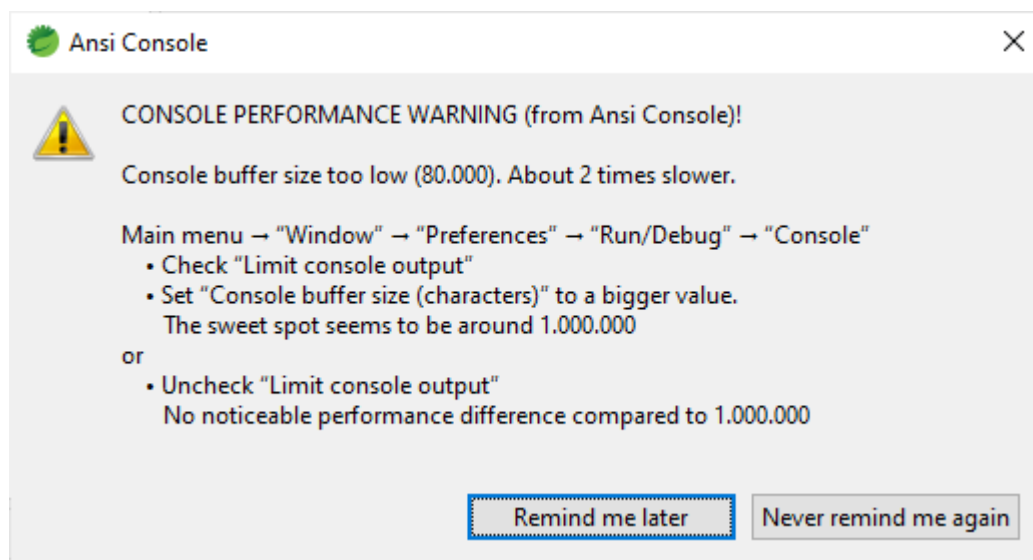 Ansi Console
CONSOLE PERFORMANCE WARNING (from Ansi Console)!
Console buffer size too low (80.000). About 2 times slower.
Main menu → “Window” → “Preferences” → “Run/Debug” → “Console”
• Check “Limit console output”
• Set “Console buffer size (characters)” to a bigger value.
The sweet spot seems to be around 1.000.000
or
• Uncheck “Limit console output”
No noticeable performance difference compared to 1.000.000
Remind me later Never remind me again